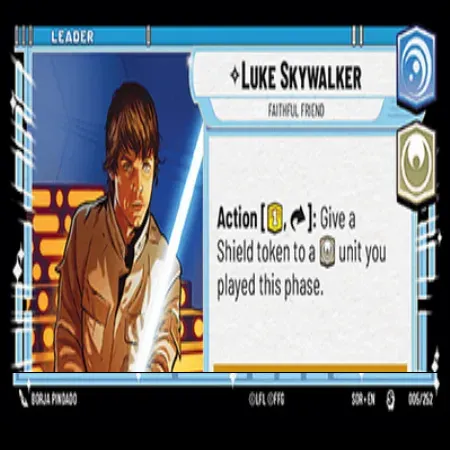 LEADER
LUKE SKYWALKER
FAITHFUL FRIEND
Action [1, ]: Give a
Shield token to a unit you
played this phase.
BORJA PINDADO
©LFL ©FFG
SOR • EN
005/252